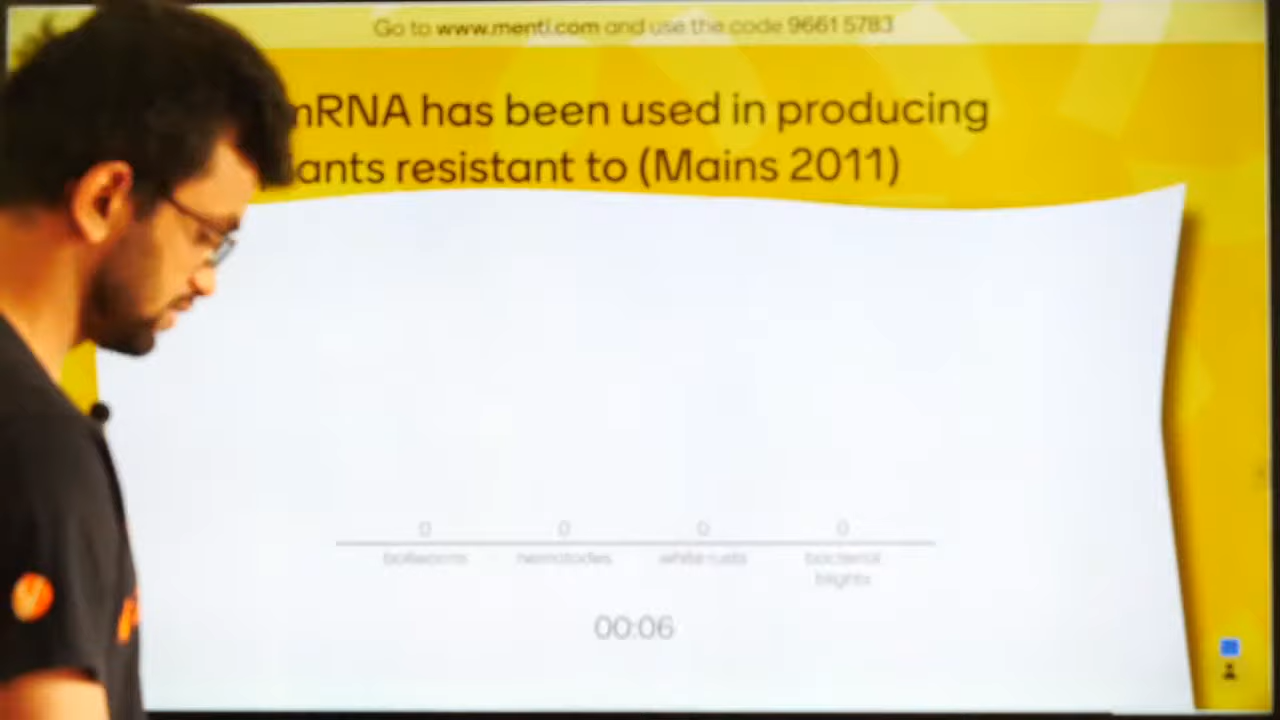 Go to www.menti.com and use the code 9661 5783
mRNA has been used in producing
ants resistant to (Mains 2011)
0 0 0 0
bollworms nematodes white rusts bacterial
blights
00:06